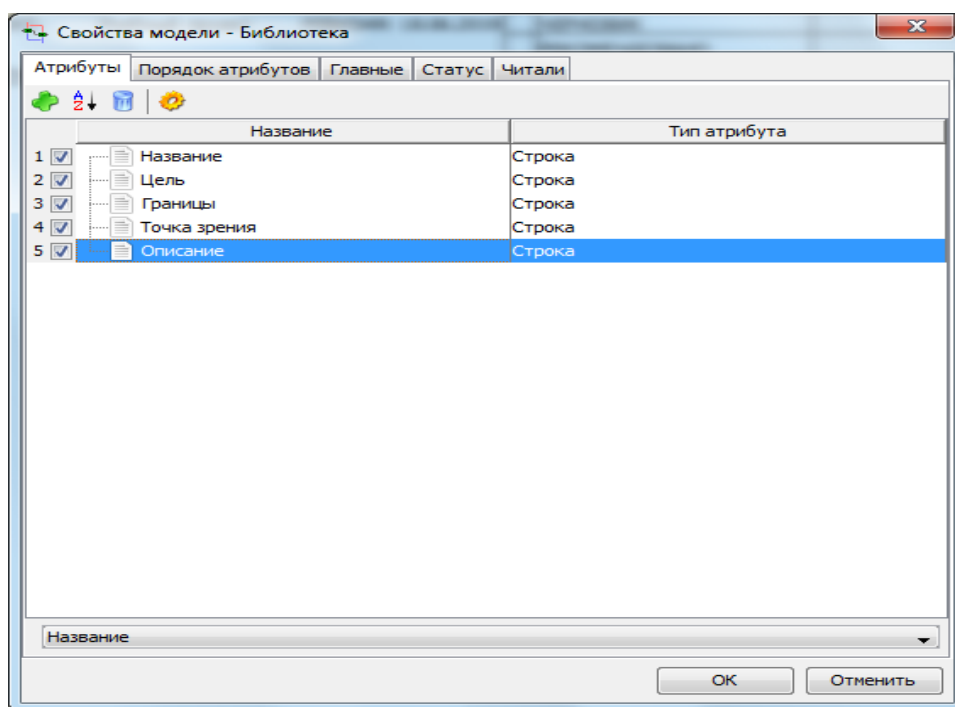 Свойства модели - Библиотека
Атрибуты Порядок атрибутов Главные Статус Читали
Название Тип атрибута
1 Название Строка
2 Цель Строка
3 Границы Строка
4 Точка зрения Строка
5 Описание Строка
Название
OK Отменить